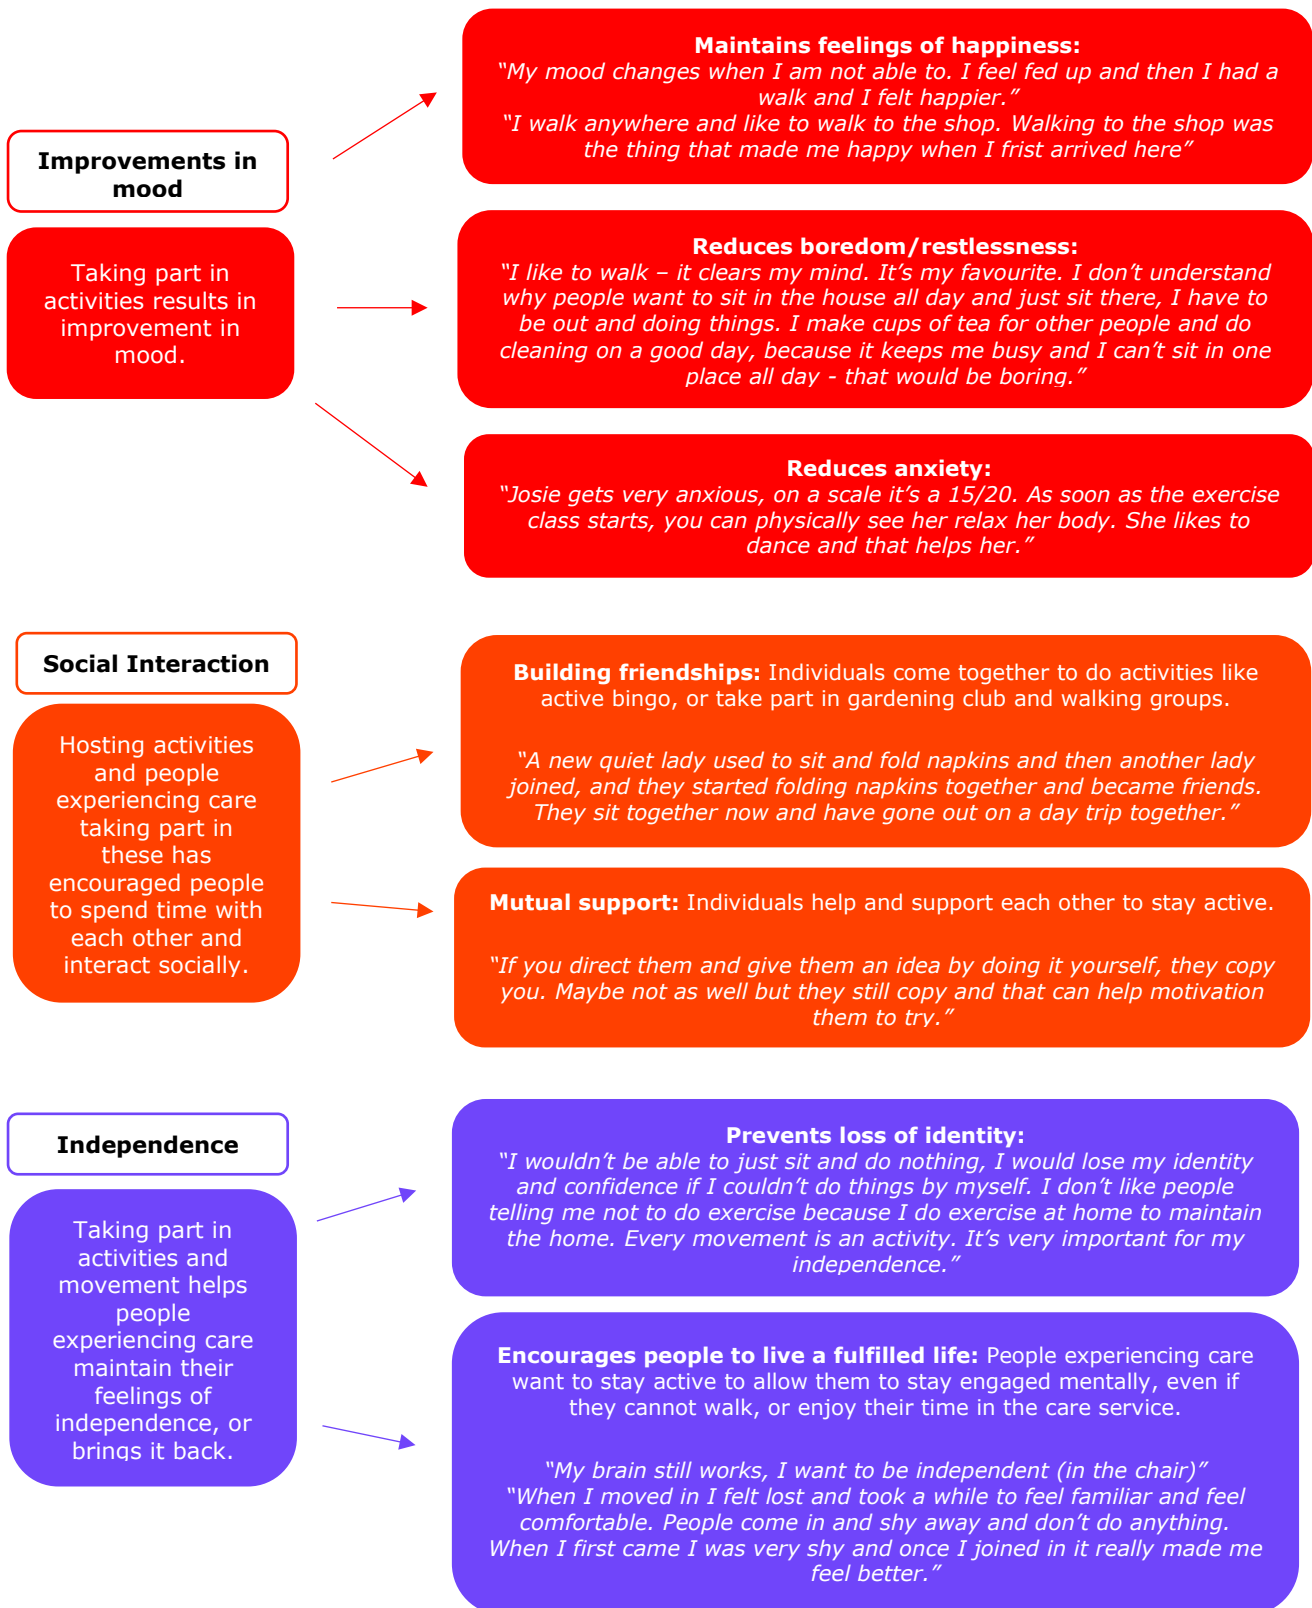 Improvements in
mood
Taking part in
activities results in
improvement in
mood.
Maintains feelings of happiness:
“My mood changes when I am not able to. I feel fed up and then I had a
walk and I felt happier.”
“I walk anywhere and like to walk to the shop. Walking to the shop was
the thing that made me happy when I frist arrived here”
Reduces boredom/restlessness:
“I like to walk – it clears my mind. It’s my favourite. I don’t understand
why people want to sit in the house all day and just sit there, I have to
be out and doing things. I make cups of tea for other people and do
cleaning on a good day, because it keeps me busy and I can’t sit in one
place all day - that would be boring.”
Reduces anxiety:
“Josie gets very anxious, on a scale it’s a 15/20. As soon as the exercise
class starts, you can physically see her relax her body. She likes to
dance and that helps her.”
Social Interaction
Hosting activities
and people
experiencing care
taking part in
these has
encouraged people
to spend time with
each other and
interact socially.
Building friendships: Individuals come together to do activities like
active bingo, or take part in gardening club and walking groups.
“A new quiet lady used to sit and fold napkins and then another lady
joined, and they started folding napkins together and became friends.
They sit together now and have gone out on a day trip together.”
Mutual support: Individuals help and support each other to stay active.
“If you direct them and give them an idea by doing it yourself, they copy
you. Maybe not as well but they still copy and that can help motivation
them to try.”
Independence
Taking part in
activities and
movement helps
people
experiencing care
maintain their
feelings of
independence, or
brings it back.
Prevents loss of identity:
“I wouldn’t be able to just sit and do nothing, I would lose my identity
and confidence if I couldn’t do things by myself. I don’t like people
telling me not to do exercise because I do exercise at home to maintain
the home. Every movement is an activity. It’s very important for my
independence.”
Encourages people to live a fulfilled life: People experiencing care
want to stay active to allow them to stay engaged mentally, even if
they cannot walk, or enjoy their time in the care service.
“My brain still works, I want to be independent (in the chair)”
“When I moved in I felt lost and took a while to feel familiar and feel
comfortable. People come in and shy away and don’t do anything.
When I first came I was very shy and once I joined in it really made me
feel better.”